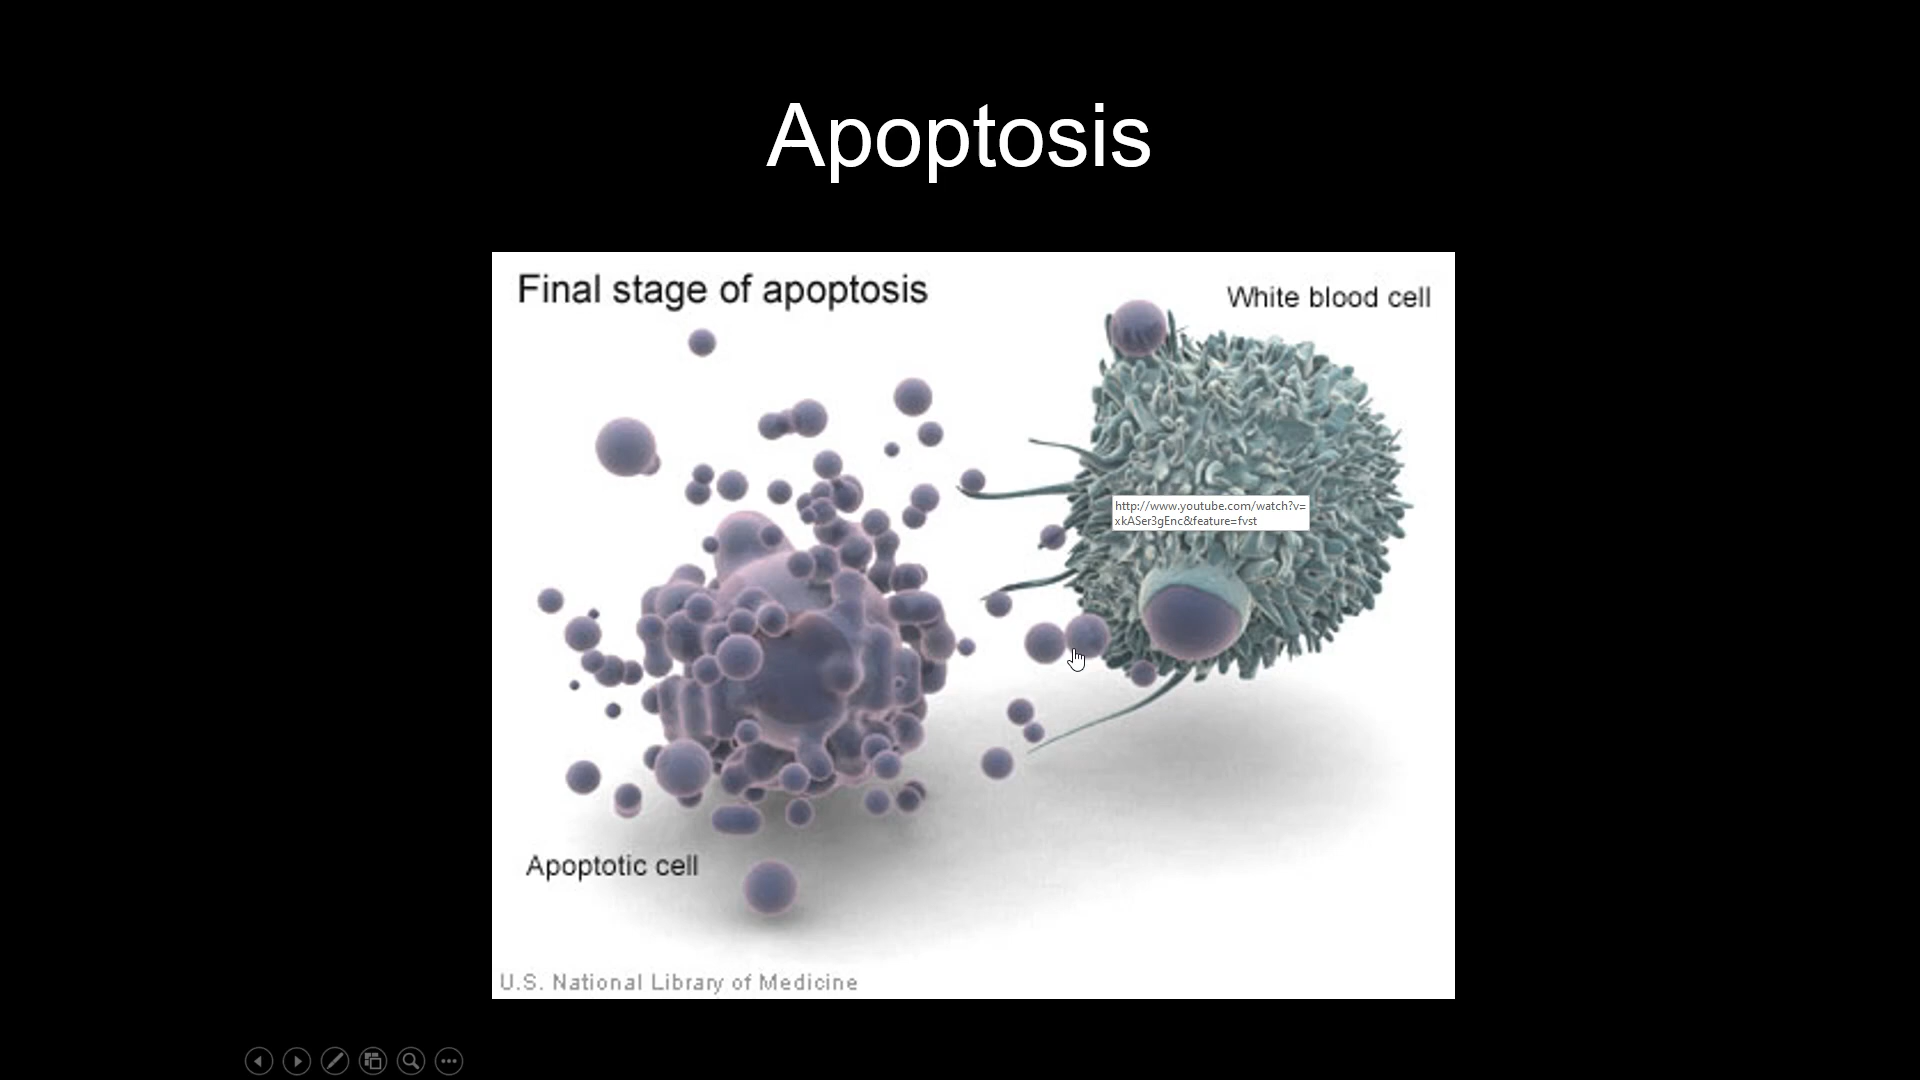 Apoptosis
Final stage of apoptosis
White blood cell
http://www.youtube.com/watch?v=
xkASer3gEnc&feature=fvst
Apoptotic cell
U.S. National Library of Medicine